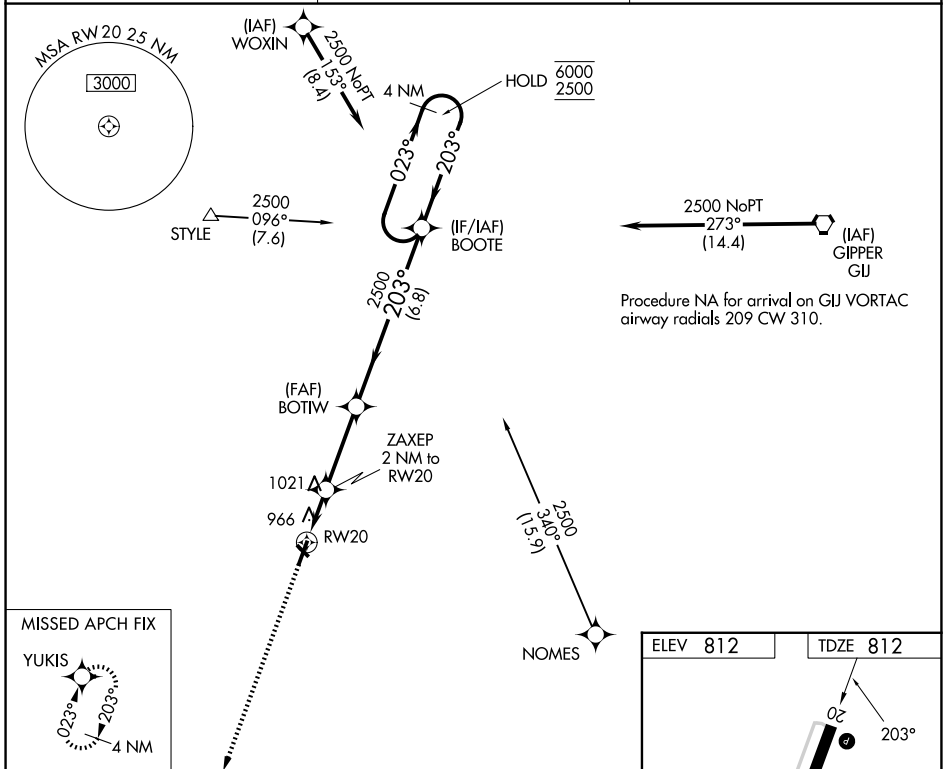 MSA RW20 25 NM
3000
(IAF)
WOXIN
2500 NoPT
153°
(8.4)
4 NM
HOLD
6000
2500
023°
203°
2500
096°
(7.6)
STYLE
(IF/IAF)
BOOTE
2500 NoPT
273°
(14.4)
(IAF)
GIPPER
GIJ
Procedure NA for arrival on GIJ VORTAC
airway radials 209 CW 310.
2500
203°
(6.8)
(FAF)
BOTIW
ZAXEP
2 NM to
RW20
1021
966
RW20
2500
340°
(15.9)
NOMES
MISSED APCH FIX
YUKIS
023°
203°
4 NM
ELEV 812
TDZE 812
20
203°
P